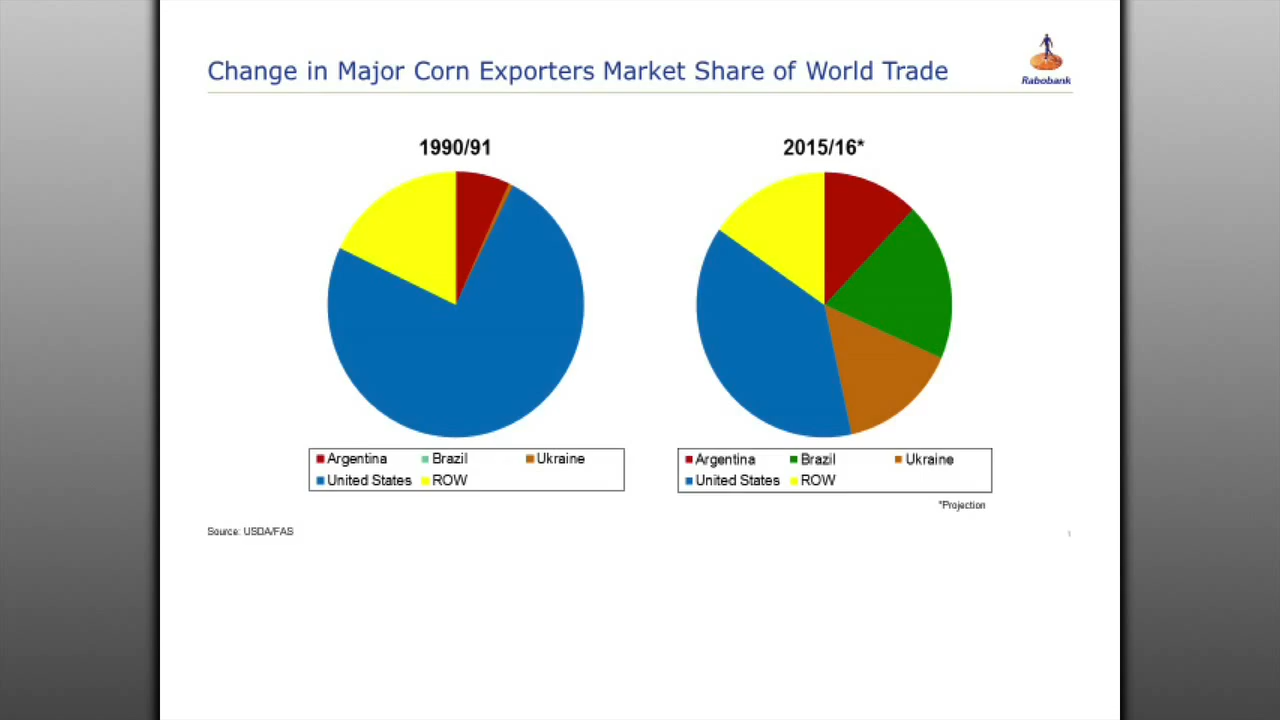 Change in Major Corn Exporters Market Share of World Trade
Rabobank
1990/91
2015/16*
Argentina Brazil Ukraine
United States ROW
Argentina Brazil Ukraine
United States ROW
*Projection
Source: USDA/FAS
1